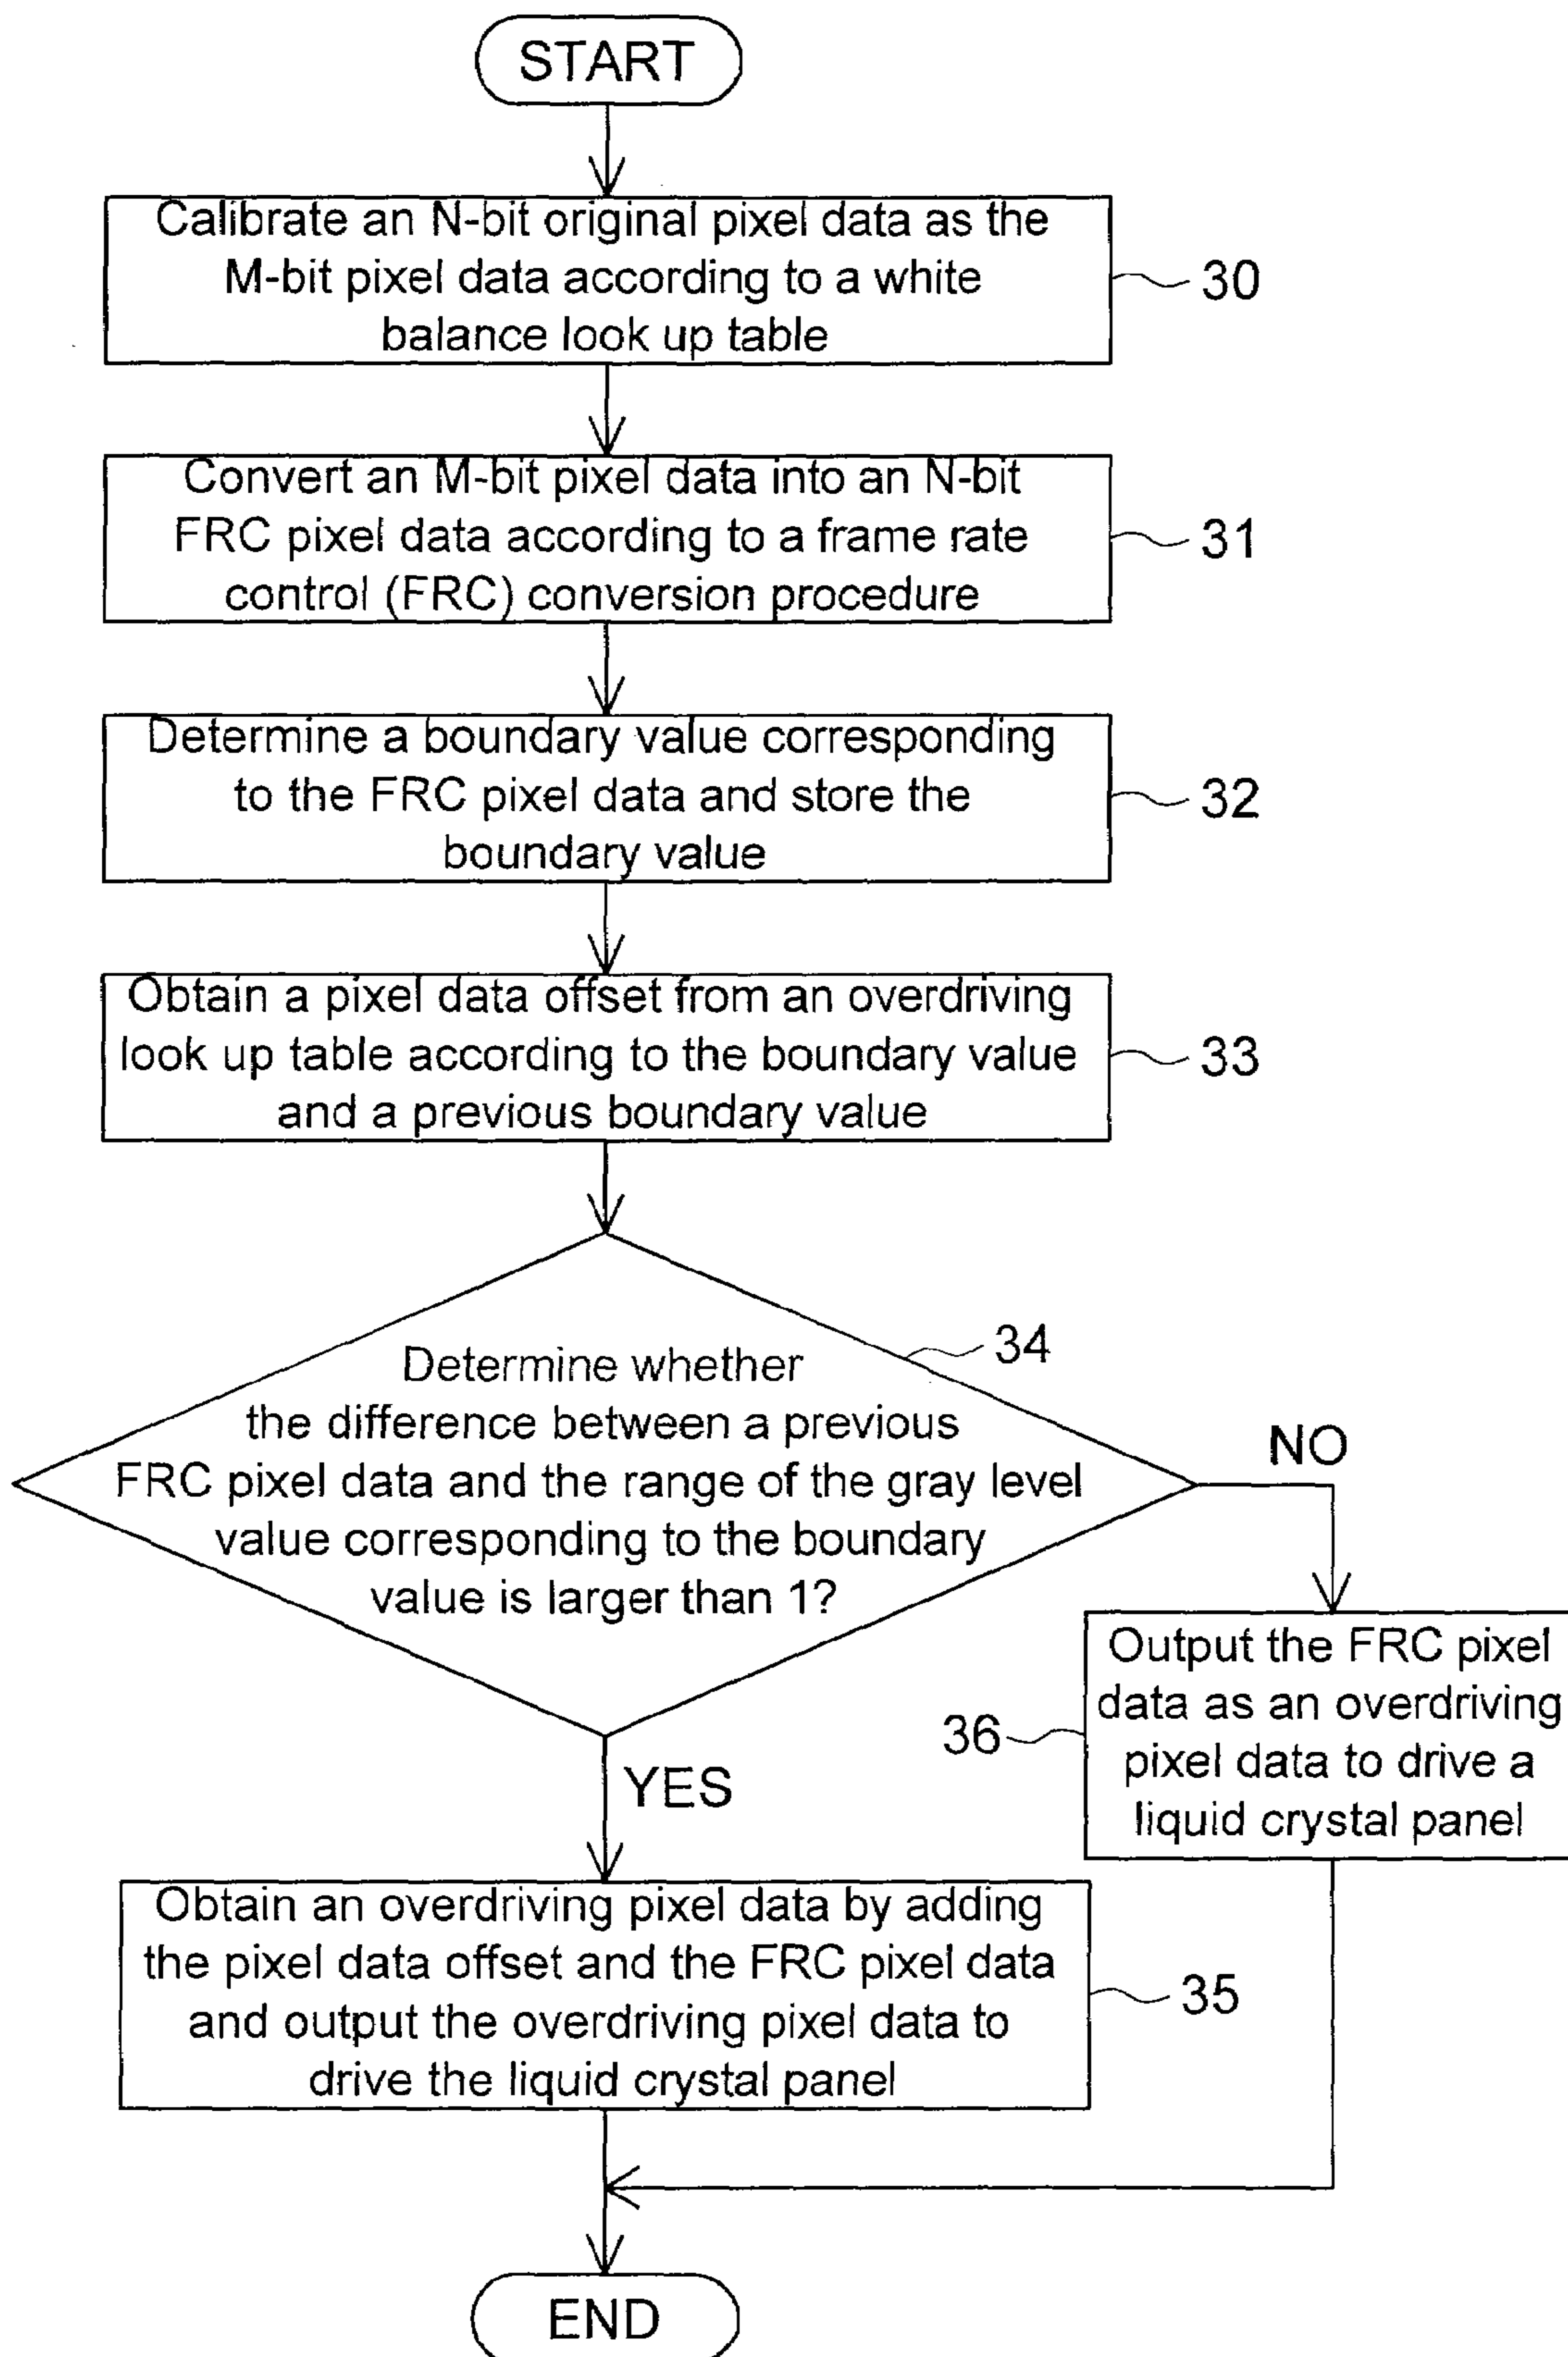 START
Calibrate an N-bit original pixel data as the
M-bit pixel data according to a white
balance look up table
30
Convert an M-bit pixel data into an N-bit
FRC pixel data according to a frame rate
control (FRC) conversion procedure
31
Determine a boundary value corresponding
to the FRC pixel data and store the
boundary value
32
Obtain a pixel data offset from an overdriving
look up table according to the boundary value
and a previous boundary value
33
34
Determine whether
the difference between a previous
FRC pixel data and the range of the gray level
value corresponding to the boundary
value is larger than 1?
NO
Output the FRC pixel
data as an overdriving
pixel data to drive a
liquid crystal panel
36
YES
Obtain an overdriving pixel data by adding
the pixel data offset and the FRC pixel data
and output the overdriving pixel data to
drive the liquid crystal panel
35
END